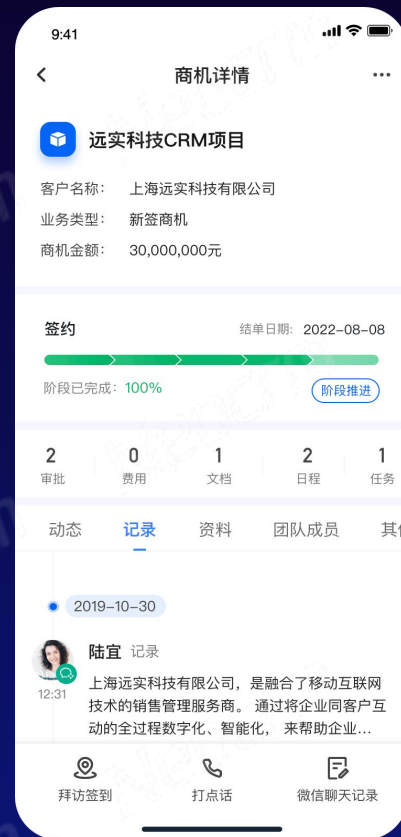 9:41
商机详情
远实科技CRM项目
客户名称： 上海远实科技有限公司
业务类型： 新签商机
商机金额： 30,000,000元
签约 结单日期： 2022-08-08
阶段已完成：100% 阶段推进
2 0 1 2 1
审批 费用 文档 日程 任务
动态 记录 资料 团队成员 其
2019-10-30
陆宜 记录
12:31
上海远实科技有限公司，是融合了移动互联网
技术的销售管理服务商。 通过将企业同客户互
动的全过程数字化、智能化， 来帮助企业...
拜访签到 打点话 微信聊天记录